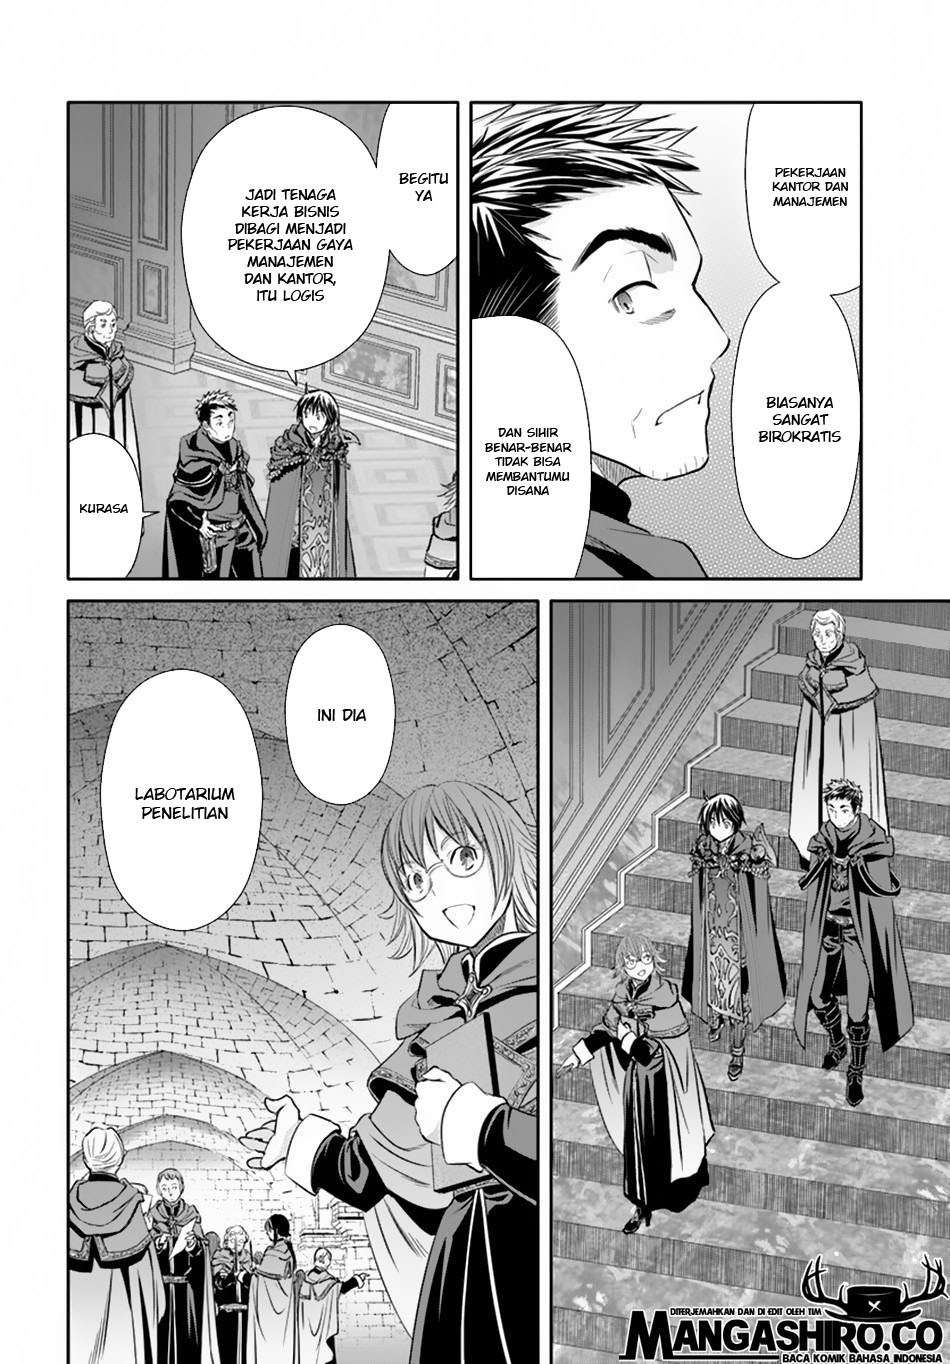 PEKERJAAN
KANTOR DAN
MANAJEMEN
BIASANYA
SANGAT
BIROKRATIS
DAN SIHIR
BENAR-BENAR
TIDAK BISA
MEMBANTUMU
DISANA
BEGITU
YA
JADI TENAGA
KERJA BISNIS
DIBAGI MENJADI
PEKERJAAN GAYA
MANAJEMEN
DAN KANTOR,
ITU LOGIS
KURASA
INI DIA
LABOTARIUM
PENELITIAN
DITERJEMAHKAN DAN DI EDIT OLEH TIM
MANGASHIRO.CO
BACA KOMIK BAHASA INDONESIA